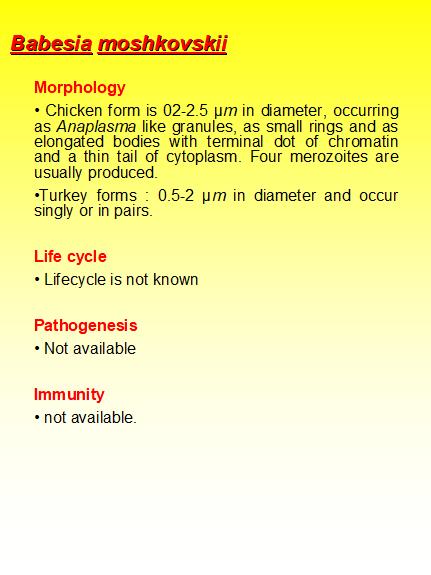 Babesia moshkovskii
Morphology
• Chicken form is 02-2.5 µm in diameter, occurring
as Anaplasma like granules, as small rings and as
elongated bodies with terminal dot of chromatin
and a thin tail of cytoplasm. Four merozoites are
usually produced.
•Turkey forms : 0.5-2 µm in diameter and occur
singly or in pairs.
Life cycle
• Lifecycle is not known
Pathogenesis
• Not available
Immunity
• not available.